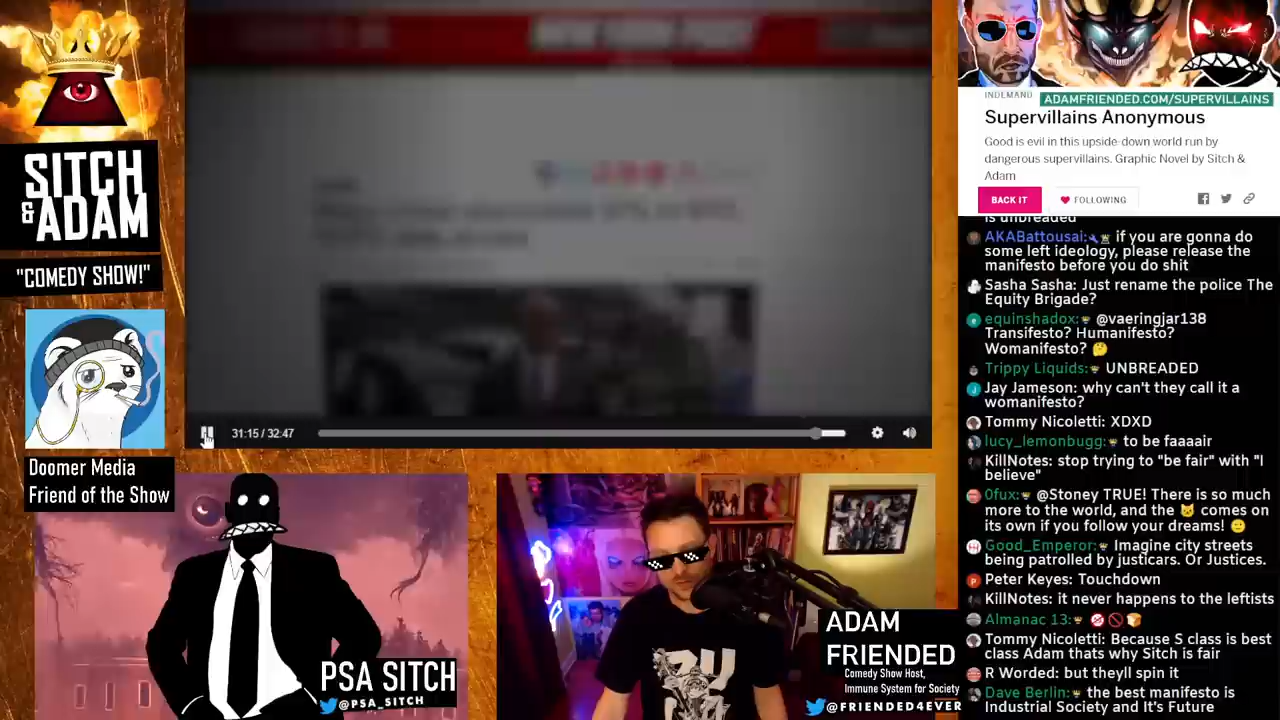 SITCH
& ADAM
"COMEDY SHOW!"
Doomer Media
Friend of the Show
31:15 / 32:47
PSA SITCH
@PSA_SITCH
ADAM
FRIENDED
Comedy Show Host,
Immune System for Society
@FRIENDED4EVER
INDEMAND
ADAMFRIENDED.COM/SUPERVILLAINS
Supervillains Anonymous
Good is evil in this upside-down world run by
dangerous supervillains. Graphic Novel by Sitch &
Adam
BACK IT
FOLLOWING
is unbreaded
AKABattousai: if you are gonna do
some left ideology, please release the
manifesto before you do shit
Sasha Sasha: Just rename the police The
Equity Brigade?
equinshadox: @vaeringjar138
Transifesto? Humanifesto?
Womanifesto? 🤔
Trippy Liquids: UNBREADED
Jay Jameson: why can't they call it a
womanifesto?
Tommy Nicoletti: XDXD
lucy_lemonbugg: to be faaaair
KillNotes: stop trying to "be fair" with "I
believe"
0fux: @Stoney TRUE! There is so much
more to the world, and the 🐱 comes on
its own if you follow your dreams! 🙂
Good_Emperor: Imagine city streets
being patrolled by justicars. Or Justices.
Peter Keyes: Touchdown
KillNotes: it never happens to the leftists
Almanac 13: 🚫🍞
Tommy Nicoletti: Because S class is best
class Adam thats why Sitch is fair
R Worded: but theyll spin it
Dave Berlin: the best manifesto is
Industrial Society and It's Future